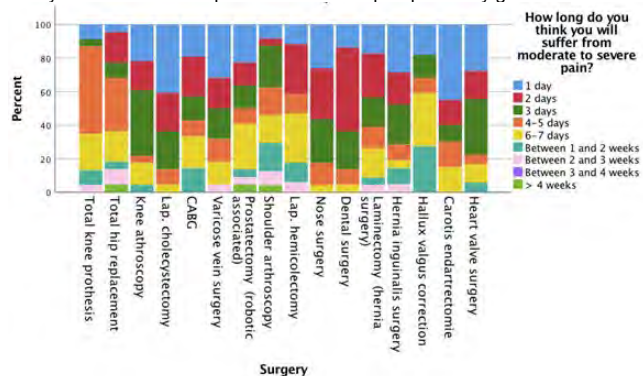 How long do you
think you will
suffer from
moderate to severe
pain?
1 day
2 days
3 days
4-5 days
6-7 days
Between 1 and 2 weeks
Between 2 and 3 weeks
Between 3 and 4 weeks
> 4 weeks
Percent
100
80
60
40
20
0
Total knee prothesis
Total hip replacement
Knee athroscopy
Lap. cholecystectomy
CABG
Varicose vein surgery
Prostatectomy (robotic
associated)
Shoulder arthroscopy
Lap. hemicolectomy
Nose surgery
Dental surgery
Laminectomy (hernia
surgery)
Hernia inguinalis surgery
Hallux valgus correction
Carotis endartrectomie
Heart valve surgery
Surgery